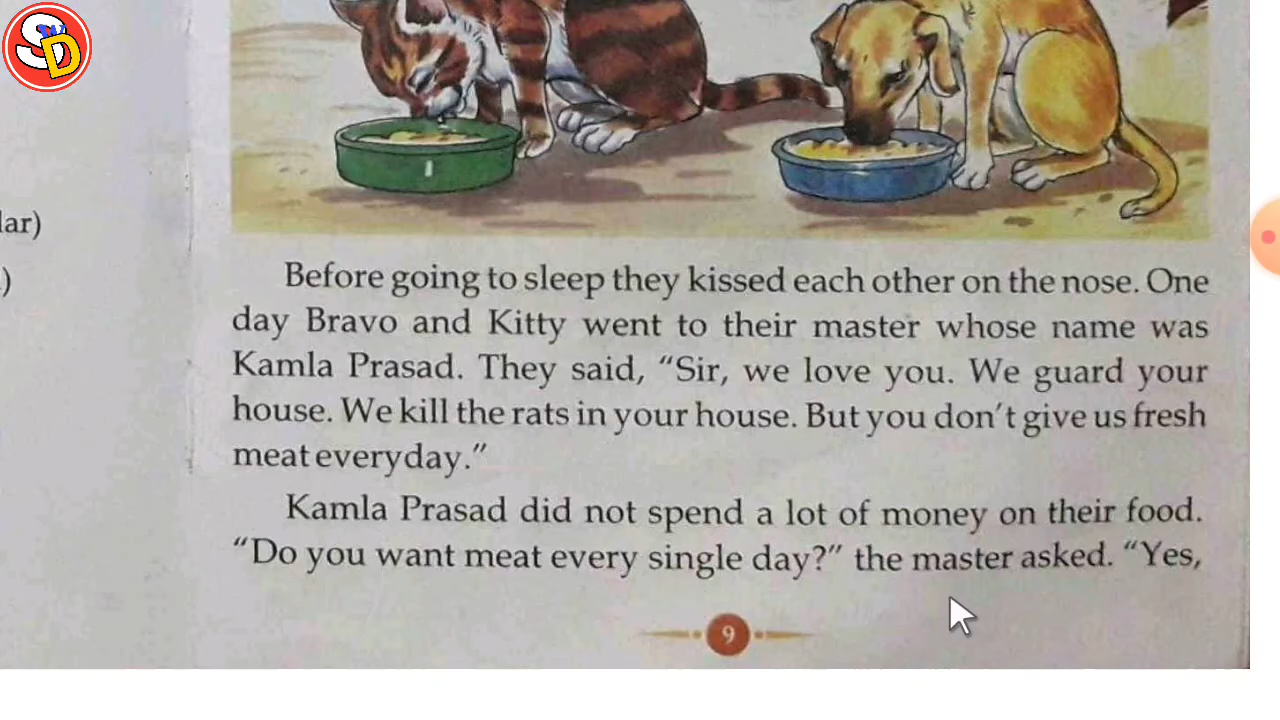 SD
lar)
)
Before going to sleep they kissed each other on the nose. One
day Bravo and Kitty went to their master whose name was
Kamla Prasad. They said, “Sir, we love you. We guard your
house. We kill the rats in your house. But you don’t give us fresh
meat everyday.”
Kamla Prasad did not spend a lot of money on their food.
“Do you want meat every single day?” the master asked. “Yes,
9